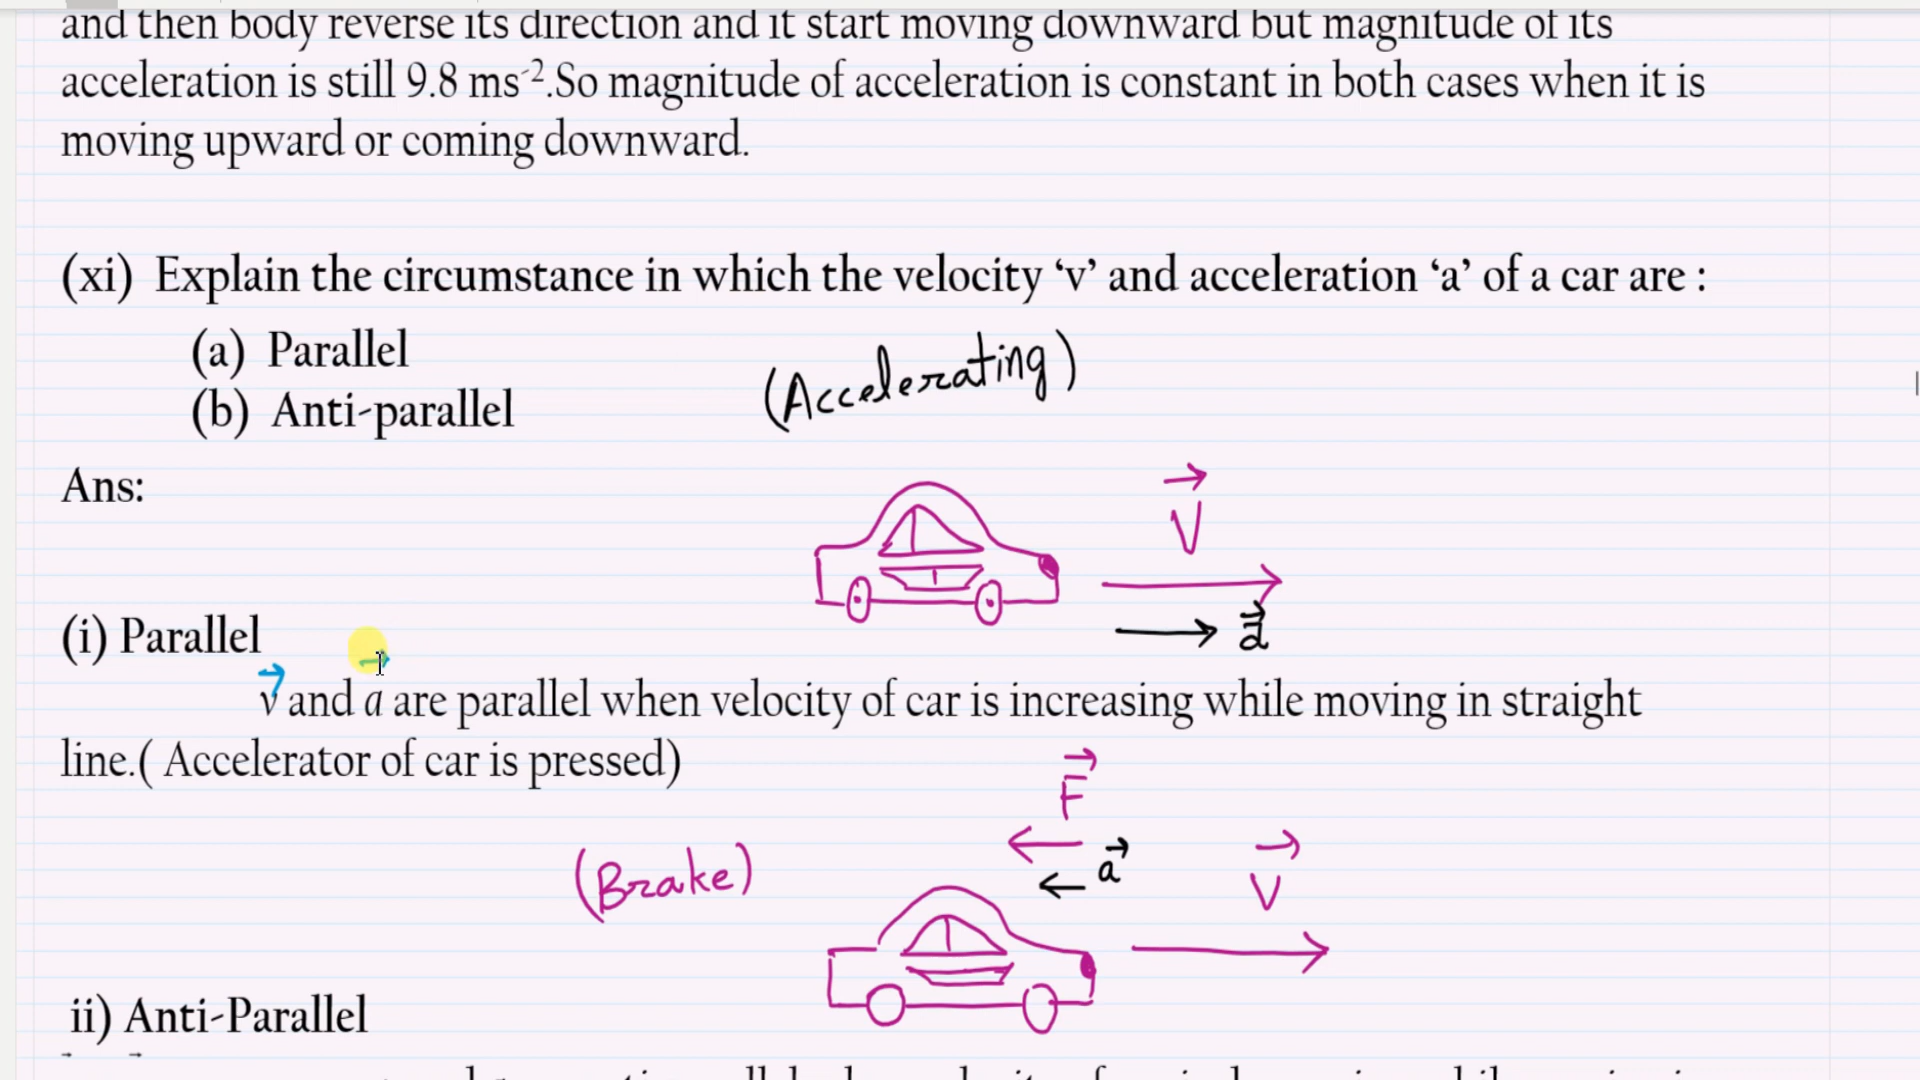 and then body reverse its direction and it start moving downward but magnitude of its
acceleration is still 9.8 ms⁻².So magnitude of acceleration is constant in both cases when it is
moving upward or coming downward.
(xi) Explain the circumstance in which the velocity ‘v’ and acceleration ‘a’ of a car are :
(a) Parallel
(Accelerating)
(b) Anti-parallel
Ans:
V
a
(i) Parallel
v and a are parallel when velocity of car is increasing while moving in straight
line.( Accelerator of car is pressed)
F
a
(Brake)
V
ii) Anti-Parallel